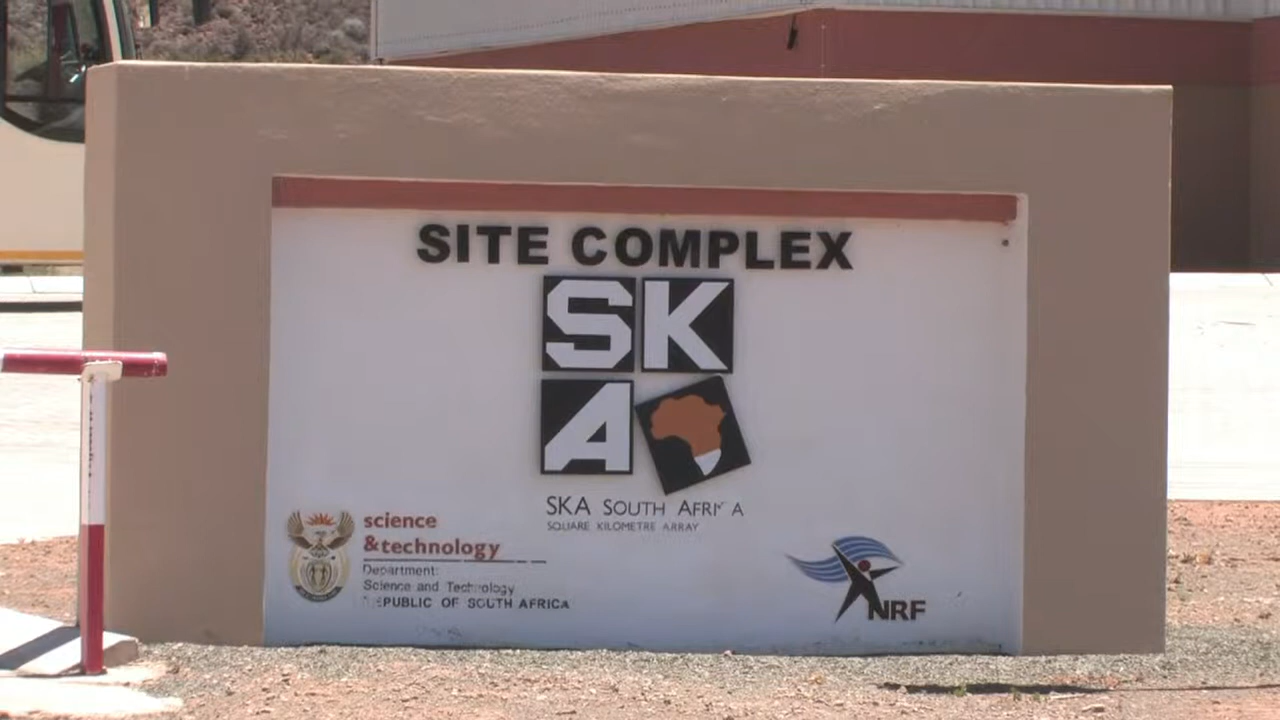 SITE COMPLEX
SK
A
SKA SOUTH AFRI A
SQUARE KILOMETRE ARRAY
science
&technology
Department:
Science and Technology
EPUBLIC OF SOUTH AFRICA
NRF